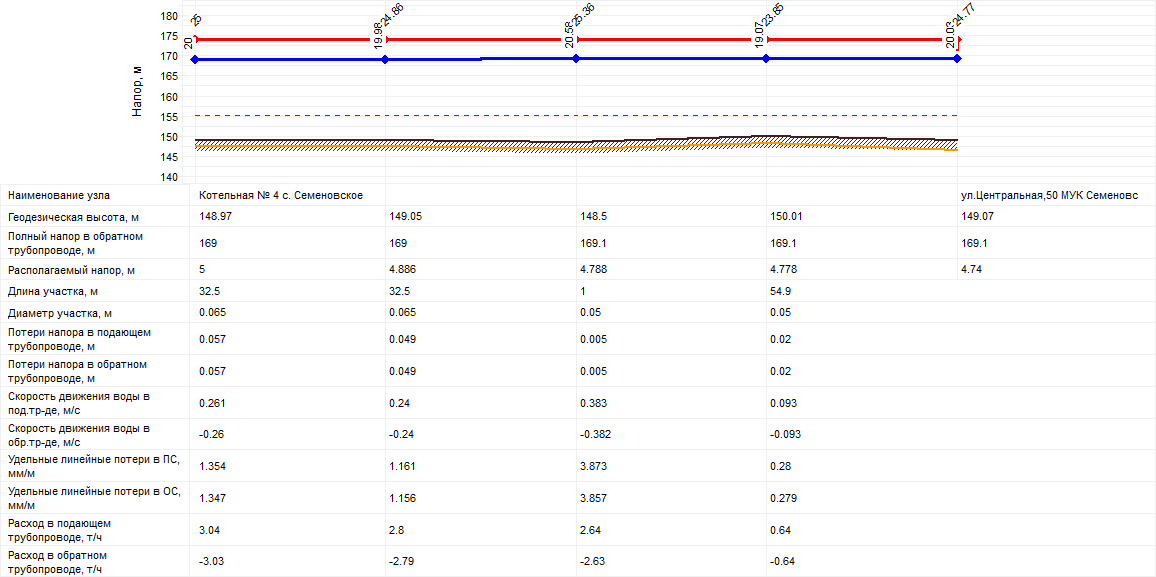 180
175
170
165
160
155
150
145
140
Напор, м
25
20
24.86
19.98
25.36
20.58
23.85
19.07
24.77
20.03
Наименование узла
Котельная № 4 с. Семеновское
ул.Центральная,50 МУК Семеновс
Геодезическая высота, м
148.97 149.05 148.5 150.01 149.07
Полный напор в обратном
трубопроводе, м
169 169 169.1 169.1 169.1
Располагаемый напор, м
5 4.886 4.788 4.778 4.74
Длина участка, м
32.5 32.5 1 54.9
Диаметр участка, м
0.065 0.065 0.05 0.05
Потери напора в подающем
трубопроводе, м
0.057 0.049 0.005 0.02
Потери напора в обратном
трубопроводе, м
0.057 0.049 0.005 0.02
Скорость движения воды в
под.тр-де, м/с
0.261 0.24 0.383 0.093
Скорость движения воды в
обр.тр-де, м/с
-0.26 -0.24 -0.382 -0.093
Удельные линейные потери в ПС,
мм/м
1.354 1.161 3.873 0.28
Удельные линейные потери в ОС,
мм/м
1.347 1.156 3.857 0.279
Расход в подающем
трубопроводе, т/ч
3.04 2.8 2.64 0.64
Расход в обратном
трубопроводе, т/ч
-3.03 -2.79 -2.63 -0.64